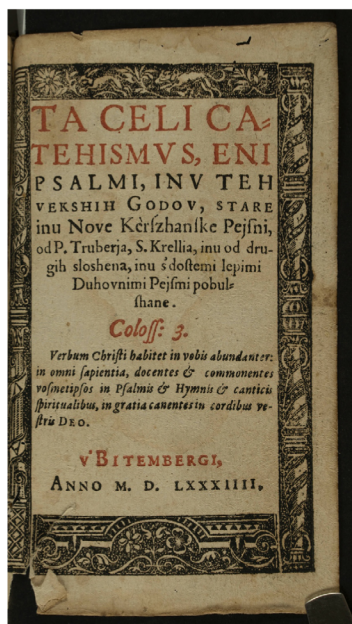 TA CELI CA-
TEHISMVS, ENI
PSALMI, INV TEH
VEKSHIH GODOV, STARE
inu Nove Kèrſzhanſke Pejſni,
od P. Truberja, S. Krellia, inu od dru-
gih sloshena, inu ś doſtemi lepimi
Duhovnimi Pejſmi pobul-
ſhane.
Coloſſ: 3.
Verbum Chriſti habitet in vobis abundanter:
in omni ſapientia, docentes & commonentes
voſmetipſos in Pſalmis & Hymnis & canticis
ſpiritualibus, in gratia canentes in cordibus ve-
ſtris DEO.
V'BITEMBERGI,
ANNO M. D. LXXXIIII.